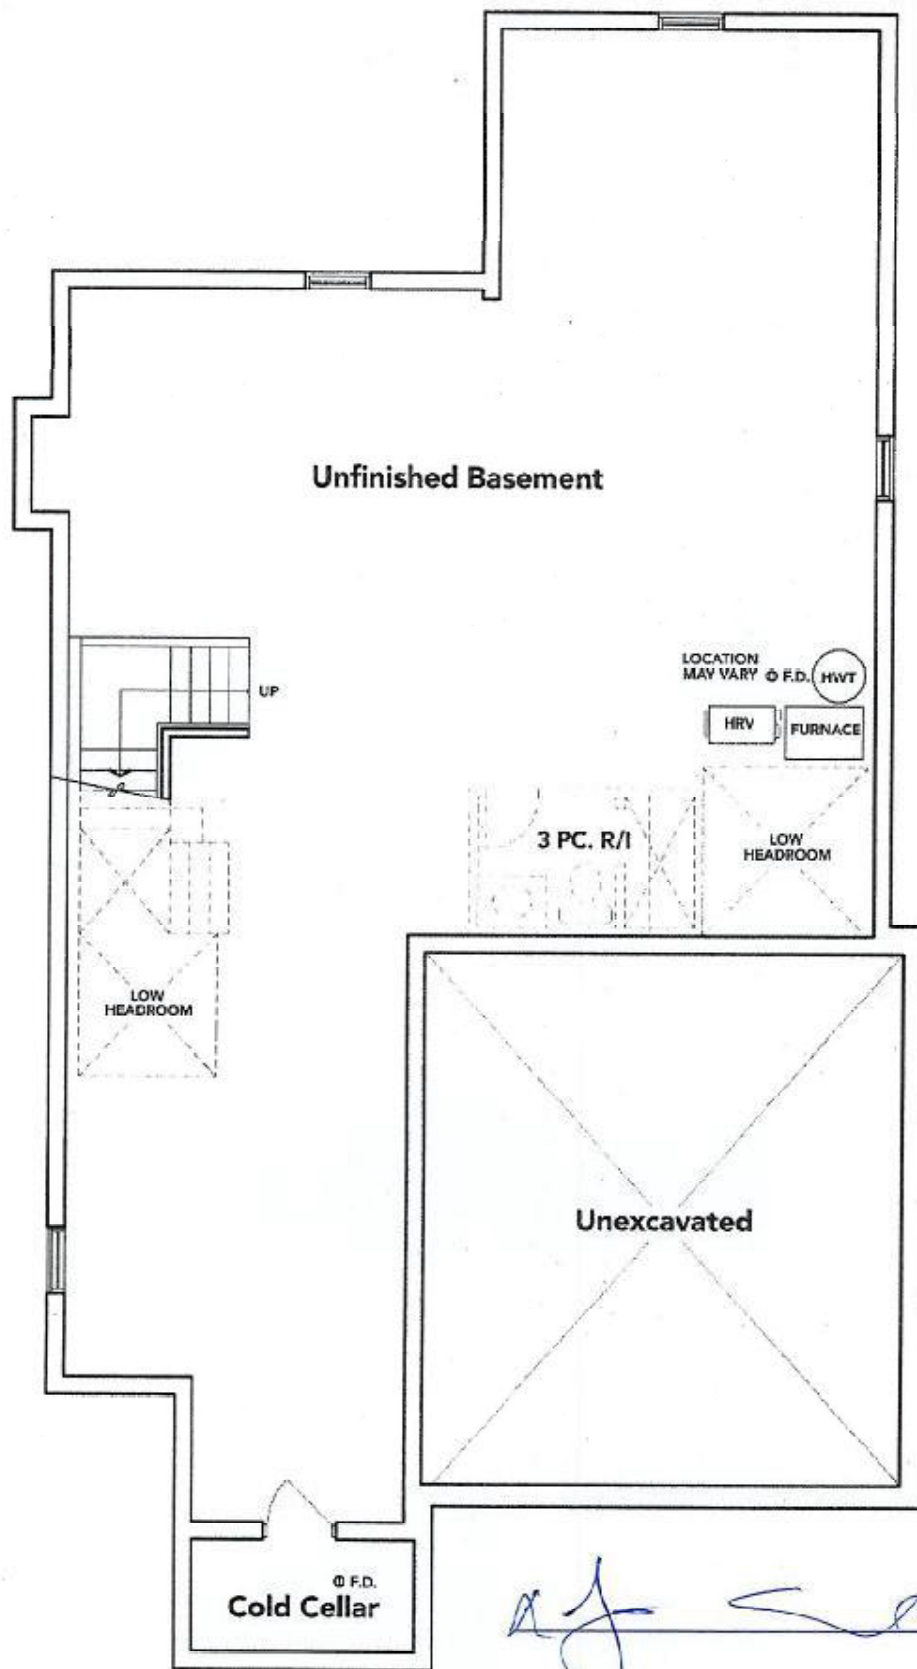 Unfinished Basement
UP
LOCATION
MAY VARY
F.D.
HWT
HRV
FURNACE
3 PC. R/I
LOW
HEADROOM
LOW
HEADROOM
Unexcavated
F.D.
Cold Cellar